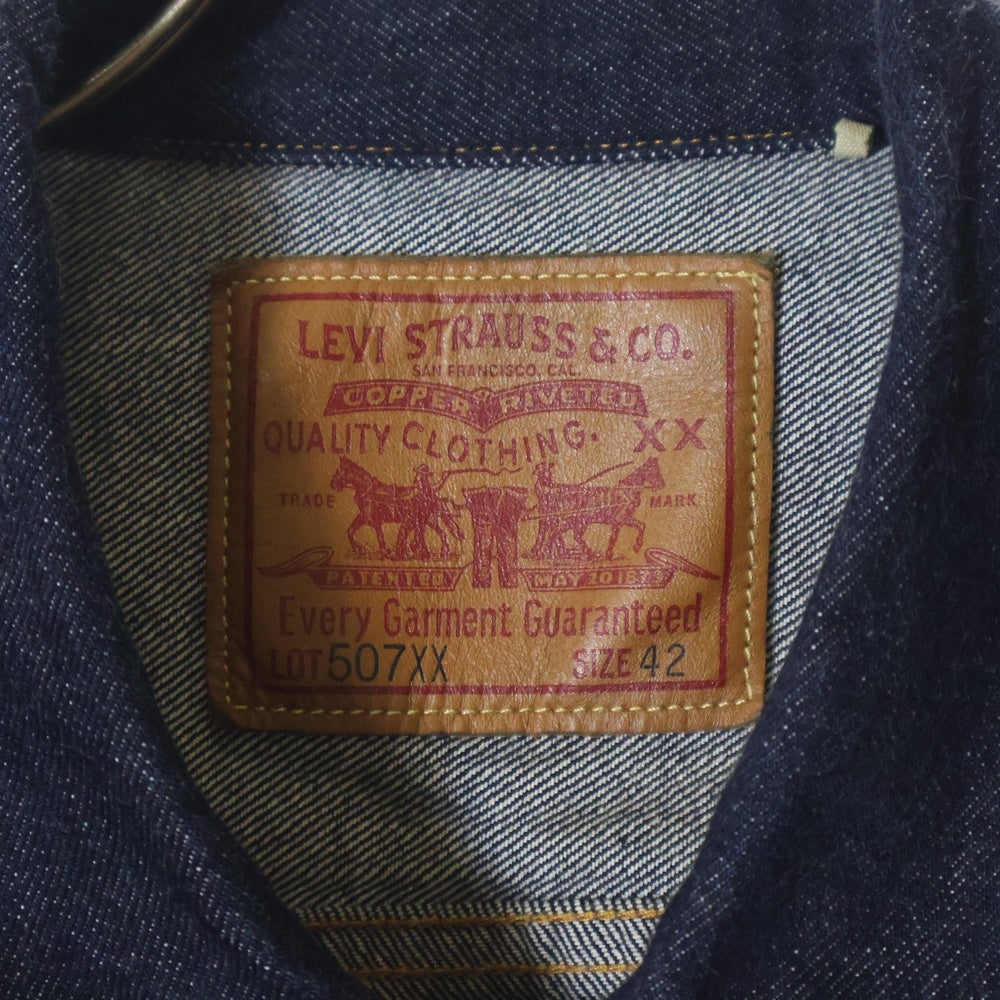 LEVI STRAUSS & CO.
SAN FRANCISCO, CAL.
COPPER RIVETED
QUALITY CLOTHING. XX
TRADE MARK
PATENTED MAY 20 1873
Every Garment Guaranteed
LOT 507XX SIZE 42